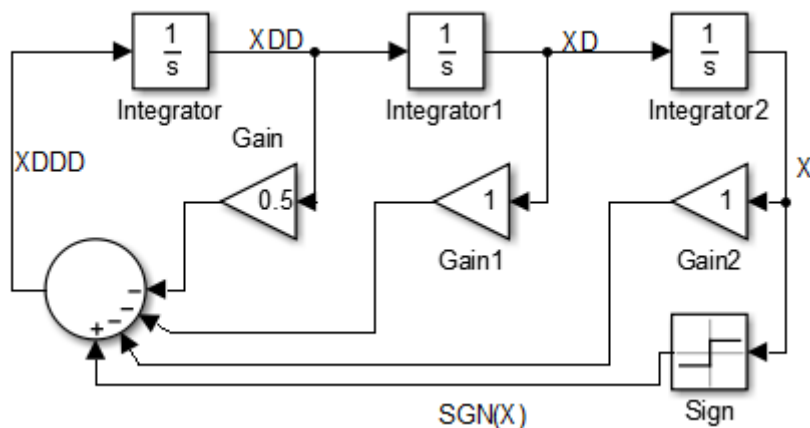 1/s
XDD
1/s
XD
1/s
Integrator
Integrator1
Integrator2
Gain
XDDD
X
0.5
1
1
Gain1
Gain2
−
−
−
+
SGN(X)
Sign